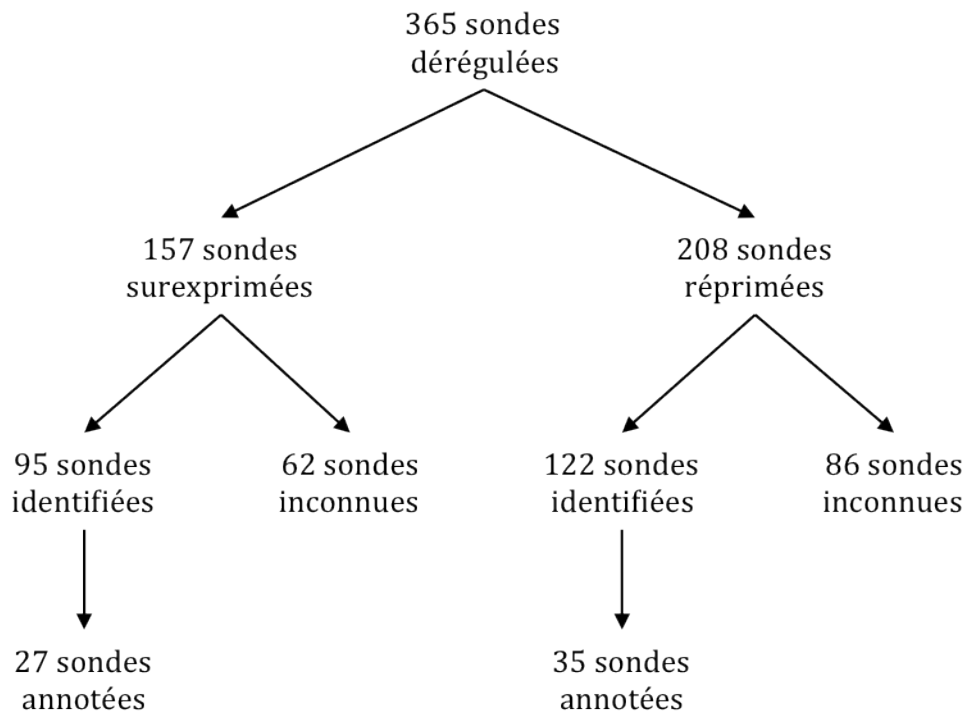 365 sondes
dérégulées
157 sondes
surexprimées
208 sondes
réprimées
95 sondes
identifiées
62 sondes
inconnues
122 sondes
identifiées
86 sondes
inconnues
27 sondes
annotées
35 sondes
annotées